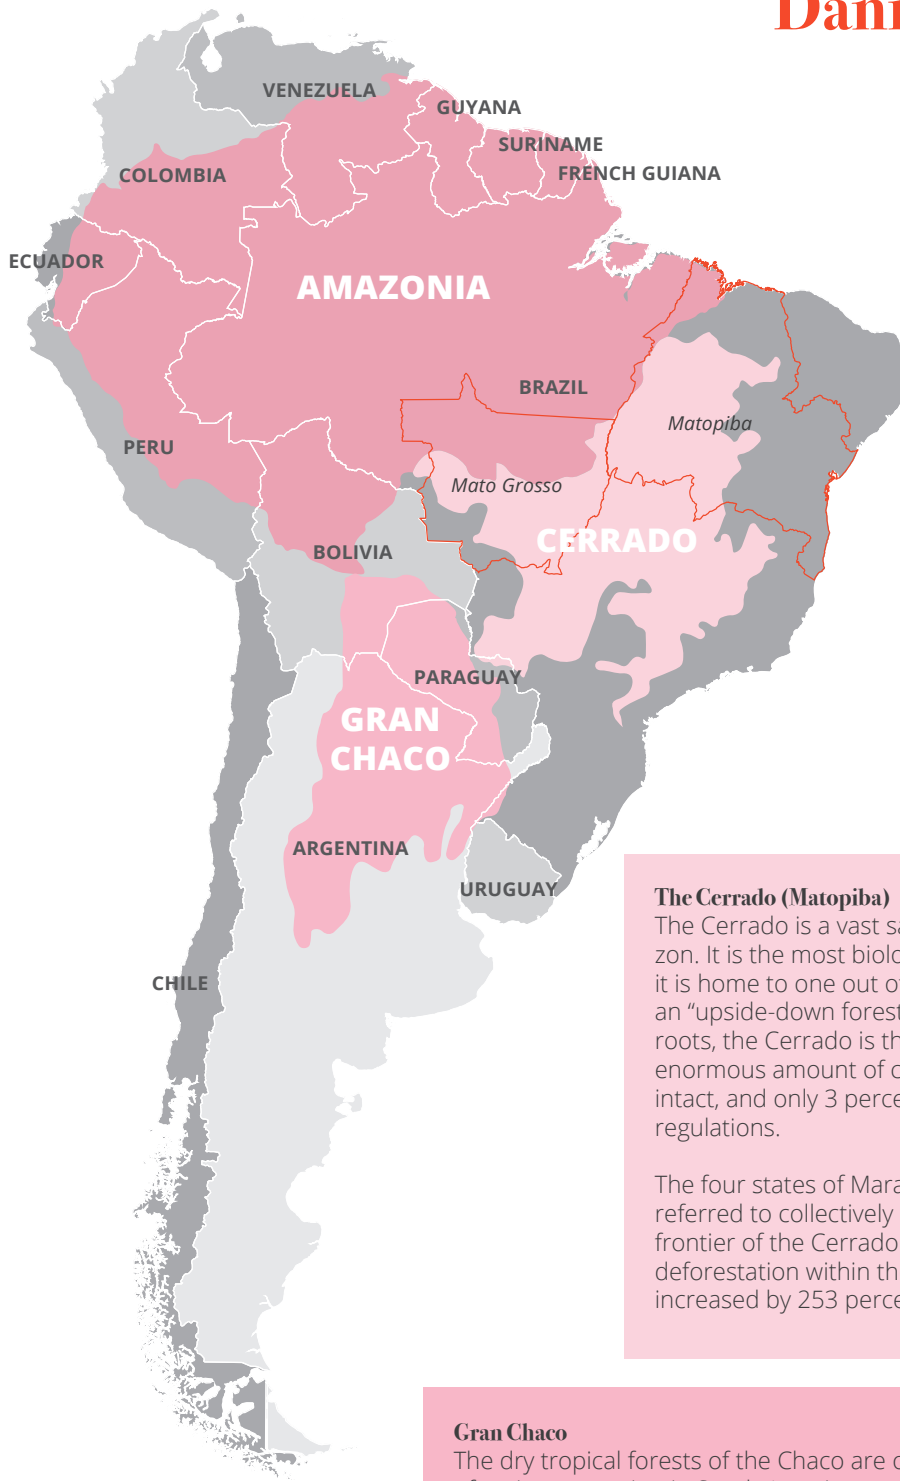 VENEZUELA
GUYANA
SURINAME
FRENCH GUIANA
COLOMBIA
ECUADOR
AMAZONIA
BRAZIL
Matopiba
PERU
Mato Grosso
CERRADO
BOLIVIA
PARAGUAY
GRAN
CHACO
ARGENTINA
URUGUAY
CHILE
The Cerrado (Matopiba)
The Cerrado is a vast
zon. It is the most
it is home to one out
an “upside-down
roots, the Cerrado is
enormous amount of
intact, and only 3
regulations.
The four states of
referred to collectively
frontier of the Cerrado
deforestation within
increased by 253
Gran Chaco
The dry tropical forests of the Chaco are